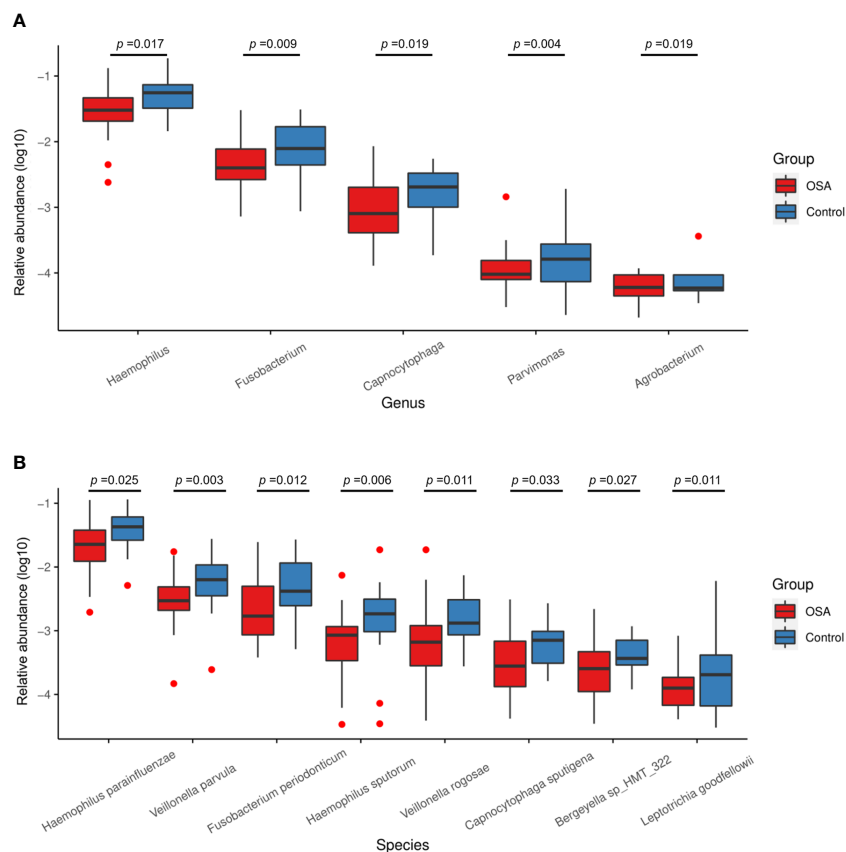 A
p =0.017
p =0.009
p =0.019
p =0.004
p =0.019
Relative abundance (log10)
−1
−2
−3
−4
Haemophilus
Fusobacterium
Capnocytophaga
Parvimonas
Agrobacterium
Genus
Group
OSA
Control
B
p =0.025
p =0.003
p =0.012
p =0.006
p =0.011
p =0.033
p =0.027
p =0.011
Relative abundance (log10)
−1
−2
−3
−4
Haemophilus parainfluenzae
Veillonella parvula
Fusobacterium periodonticum
Haemophilus sputorum
Veillonella rogosae
Capnocytophaga sputigena
Bergeyella sp_HMT_322
Leptotrichia goodfellowii
Species
Group
OSA
Control